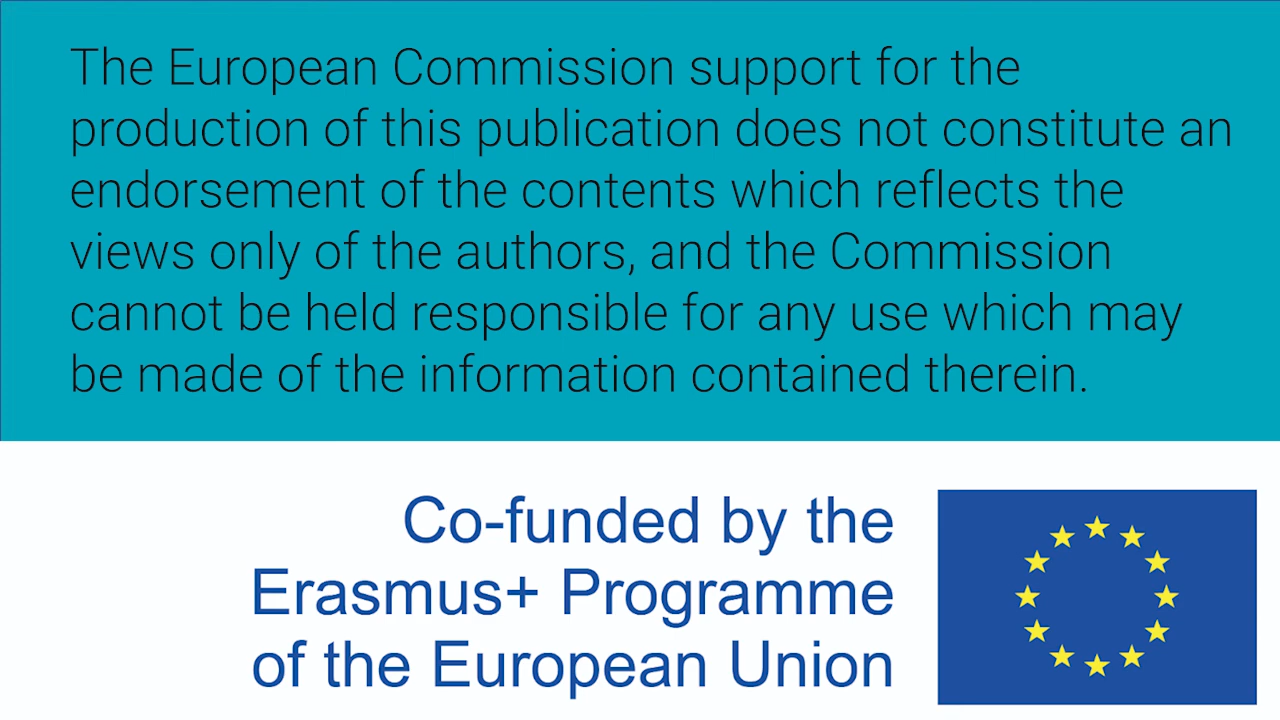 The European Commission support for the
production of this publication does not constitute an
endorsement of the contents which reflects the
views only of the authors, and the Commission
cannot be held responsible for any use which may
be made of the information contained therein.
Co-funded by the
Erasmus+ Programme
of the European Union